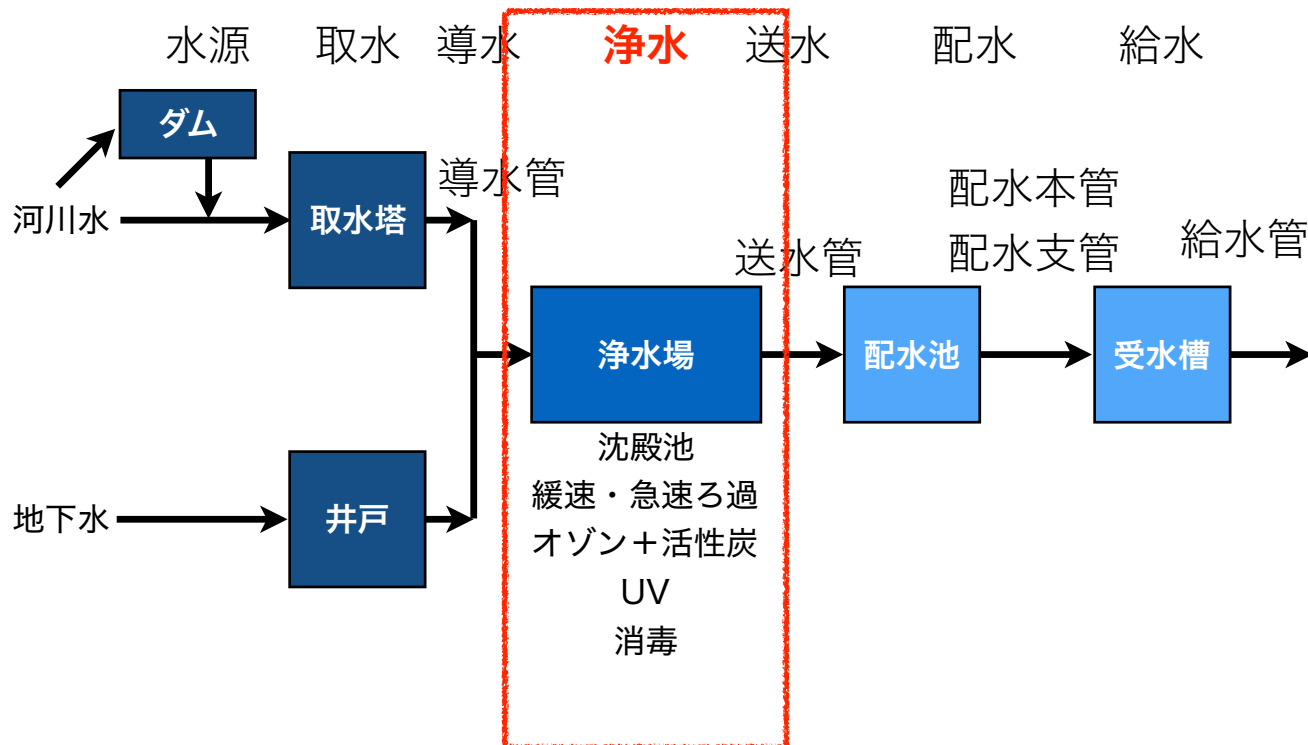 水源 取水 導水 浄水 送水 配水 給水
ダム
河川水
取水塔
導水管
地下水
井戸
浄水場
沈殿池
緩速・急速ろ過
オゾン＋活性炭
UV
消毒
送水管
配水池
配水本管
配水支管
受水槽
給水管